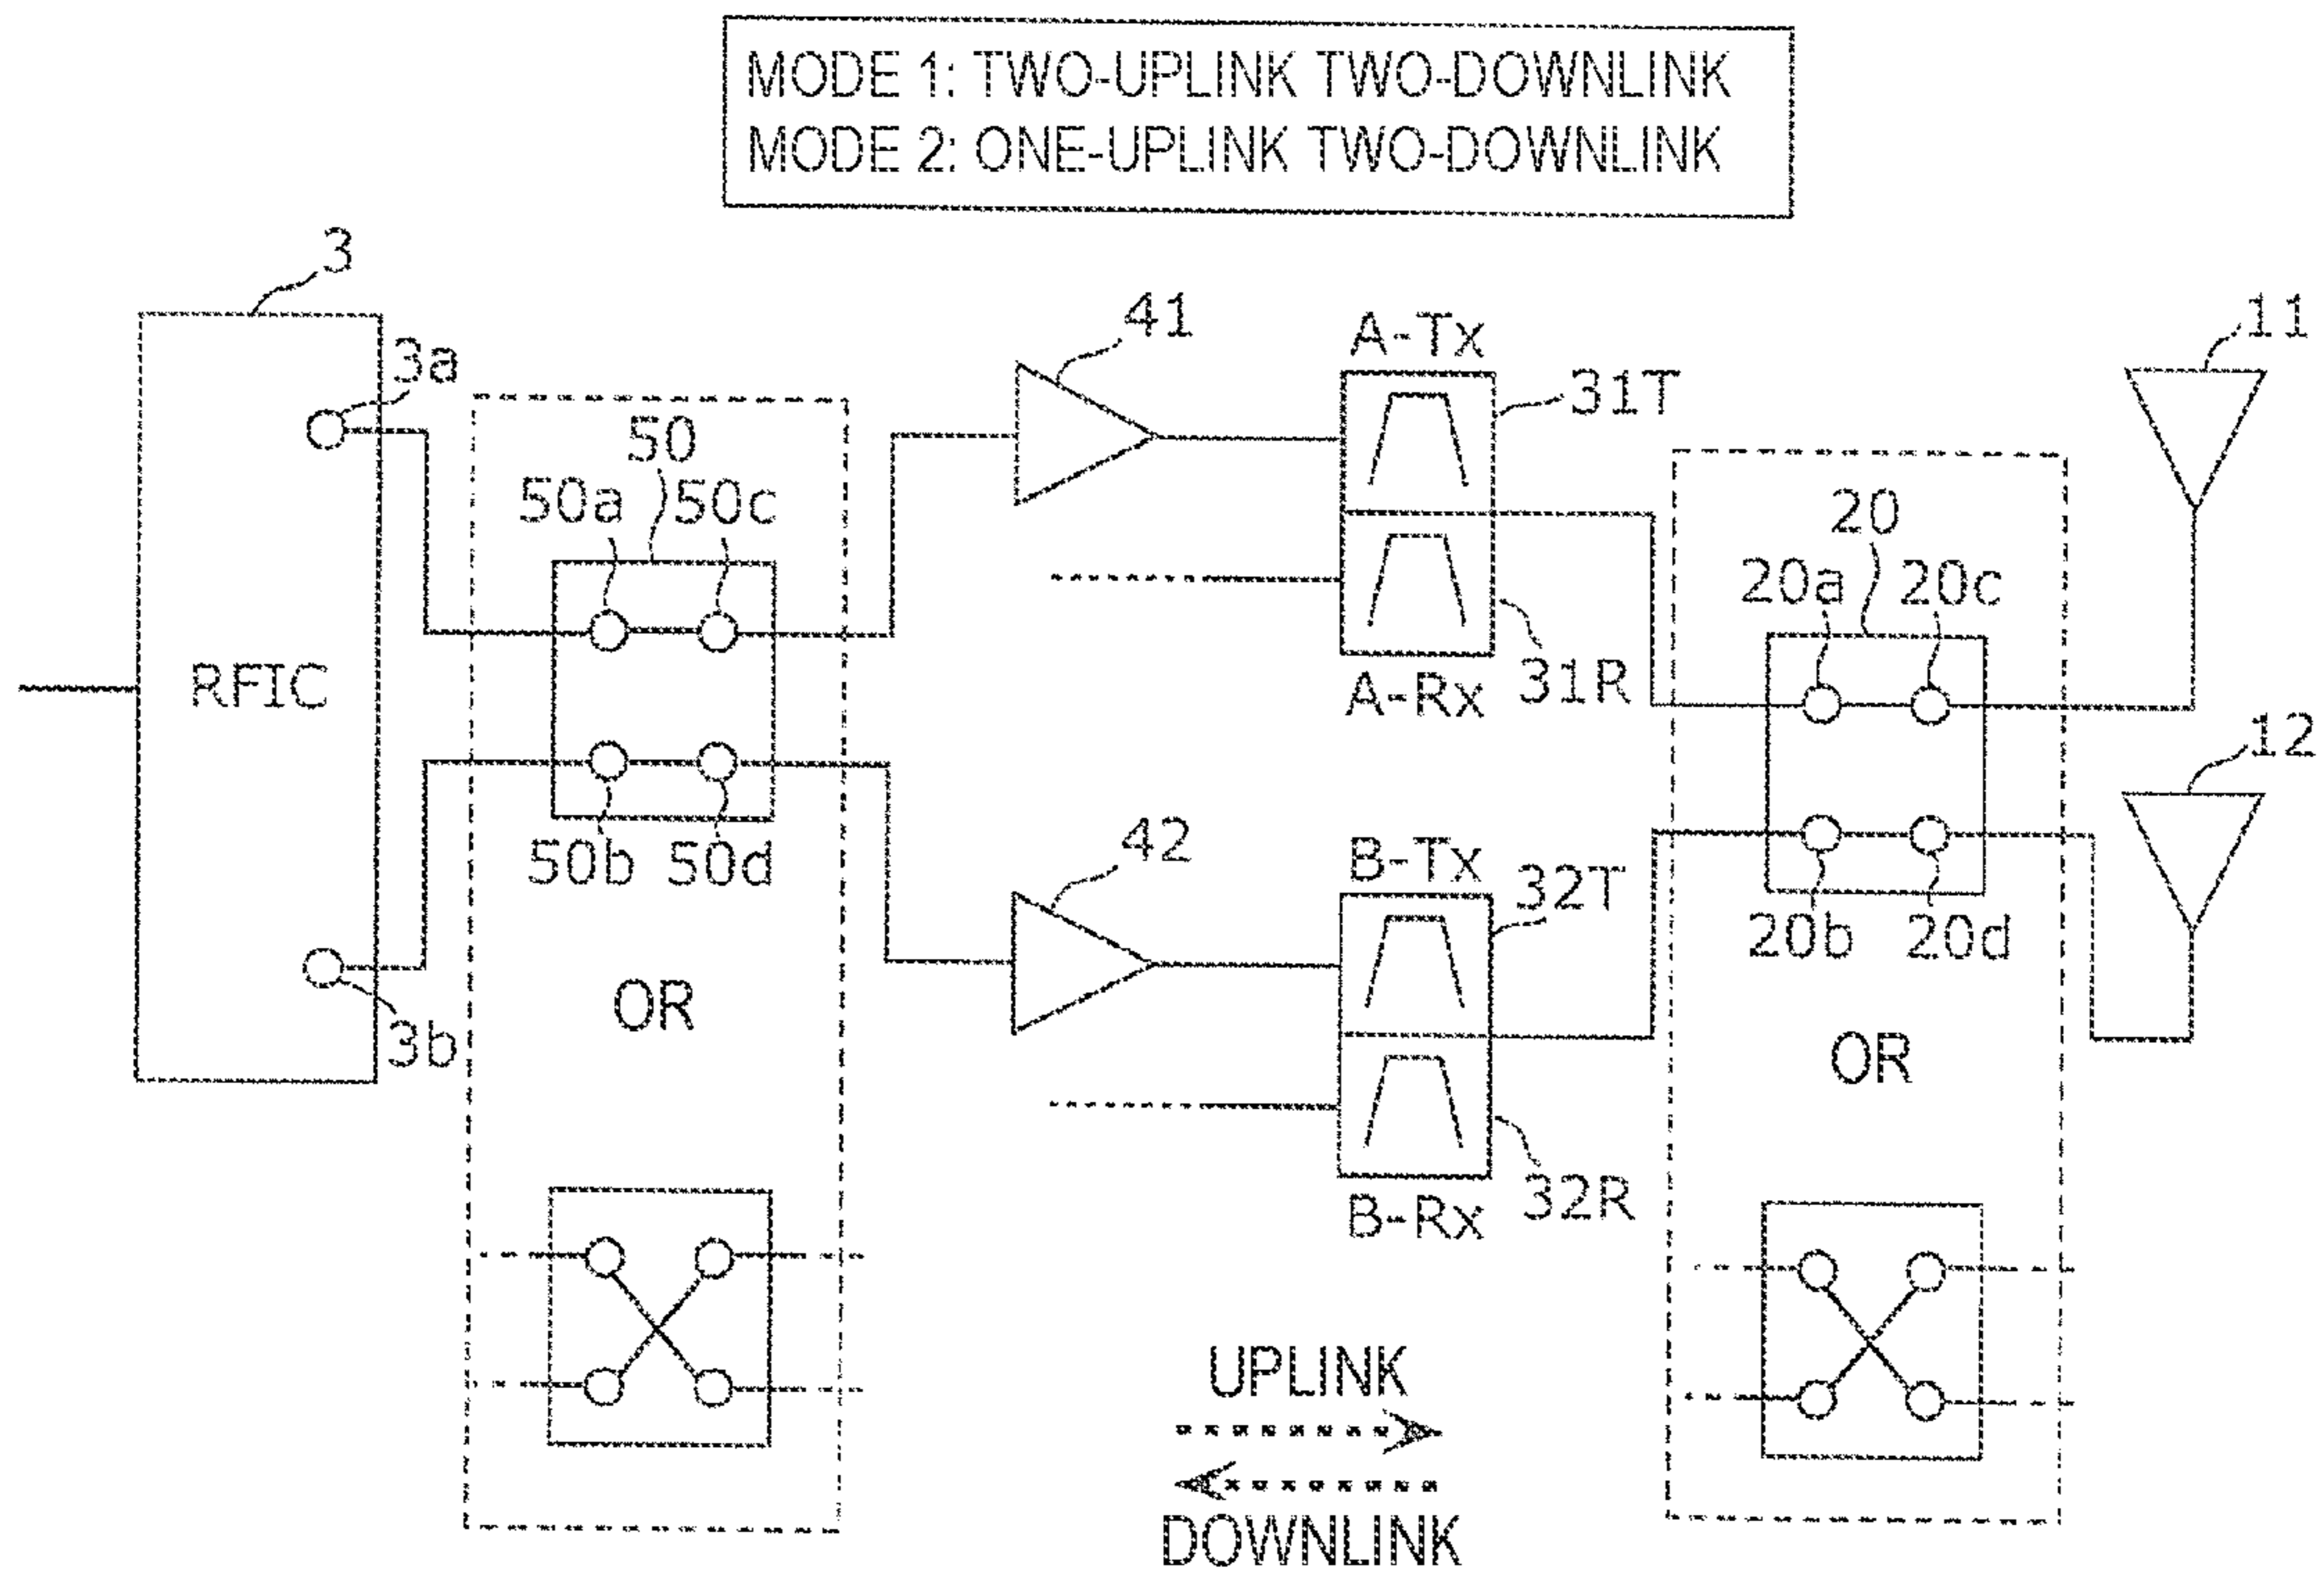 MODE 1: TWO-UPLINK TWO-DOWNLINK
MODE 2: ONE-UPLINK TWO-DOWNLINK
3
3a
RFIC
3b
50
50a
50c
50b
50d
OR
41
A-Tx
31T
31R
A-Rx
42
B-Tx
32T
32R
B-Rx
11
20
20a
20c
12
20b
20d
OR
UPLINK
DOWNLINK